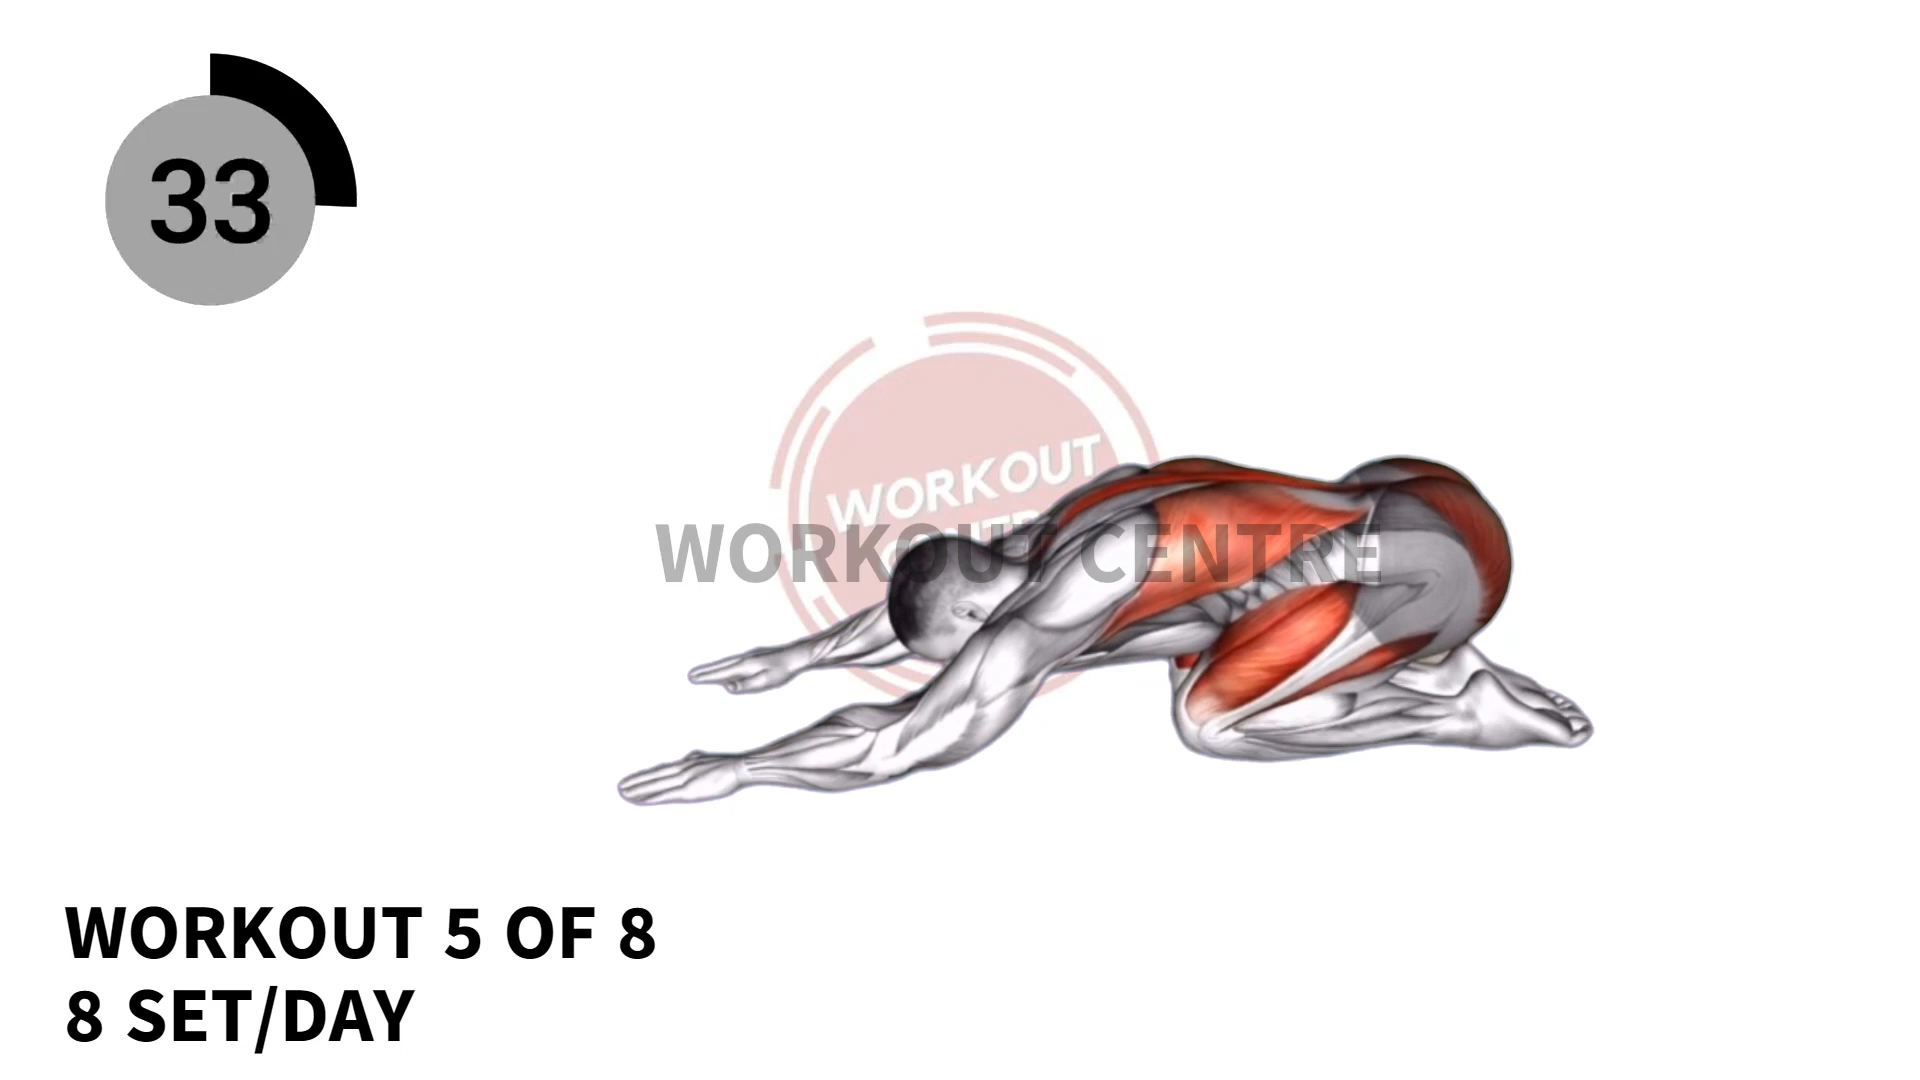 33
WORKOUT
WORKOUT CENTRE
WORKOUT 5 OF 8
8 SET/DAY